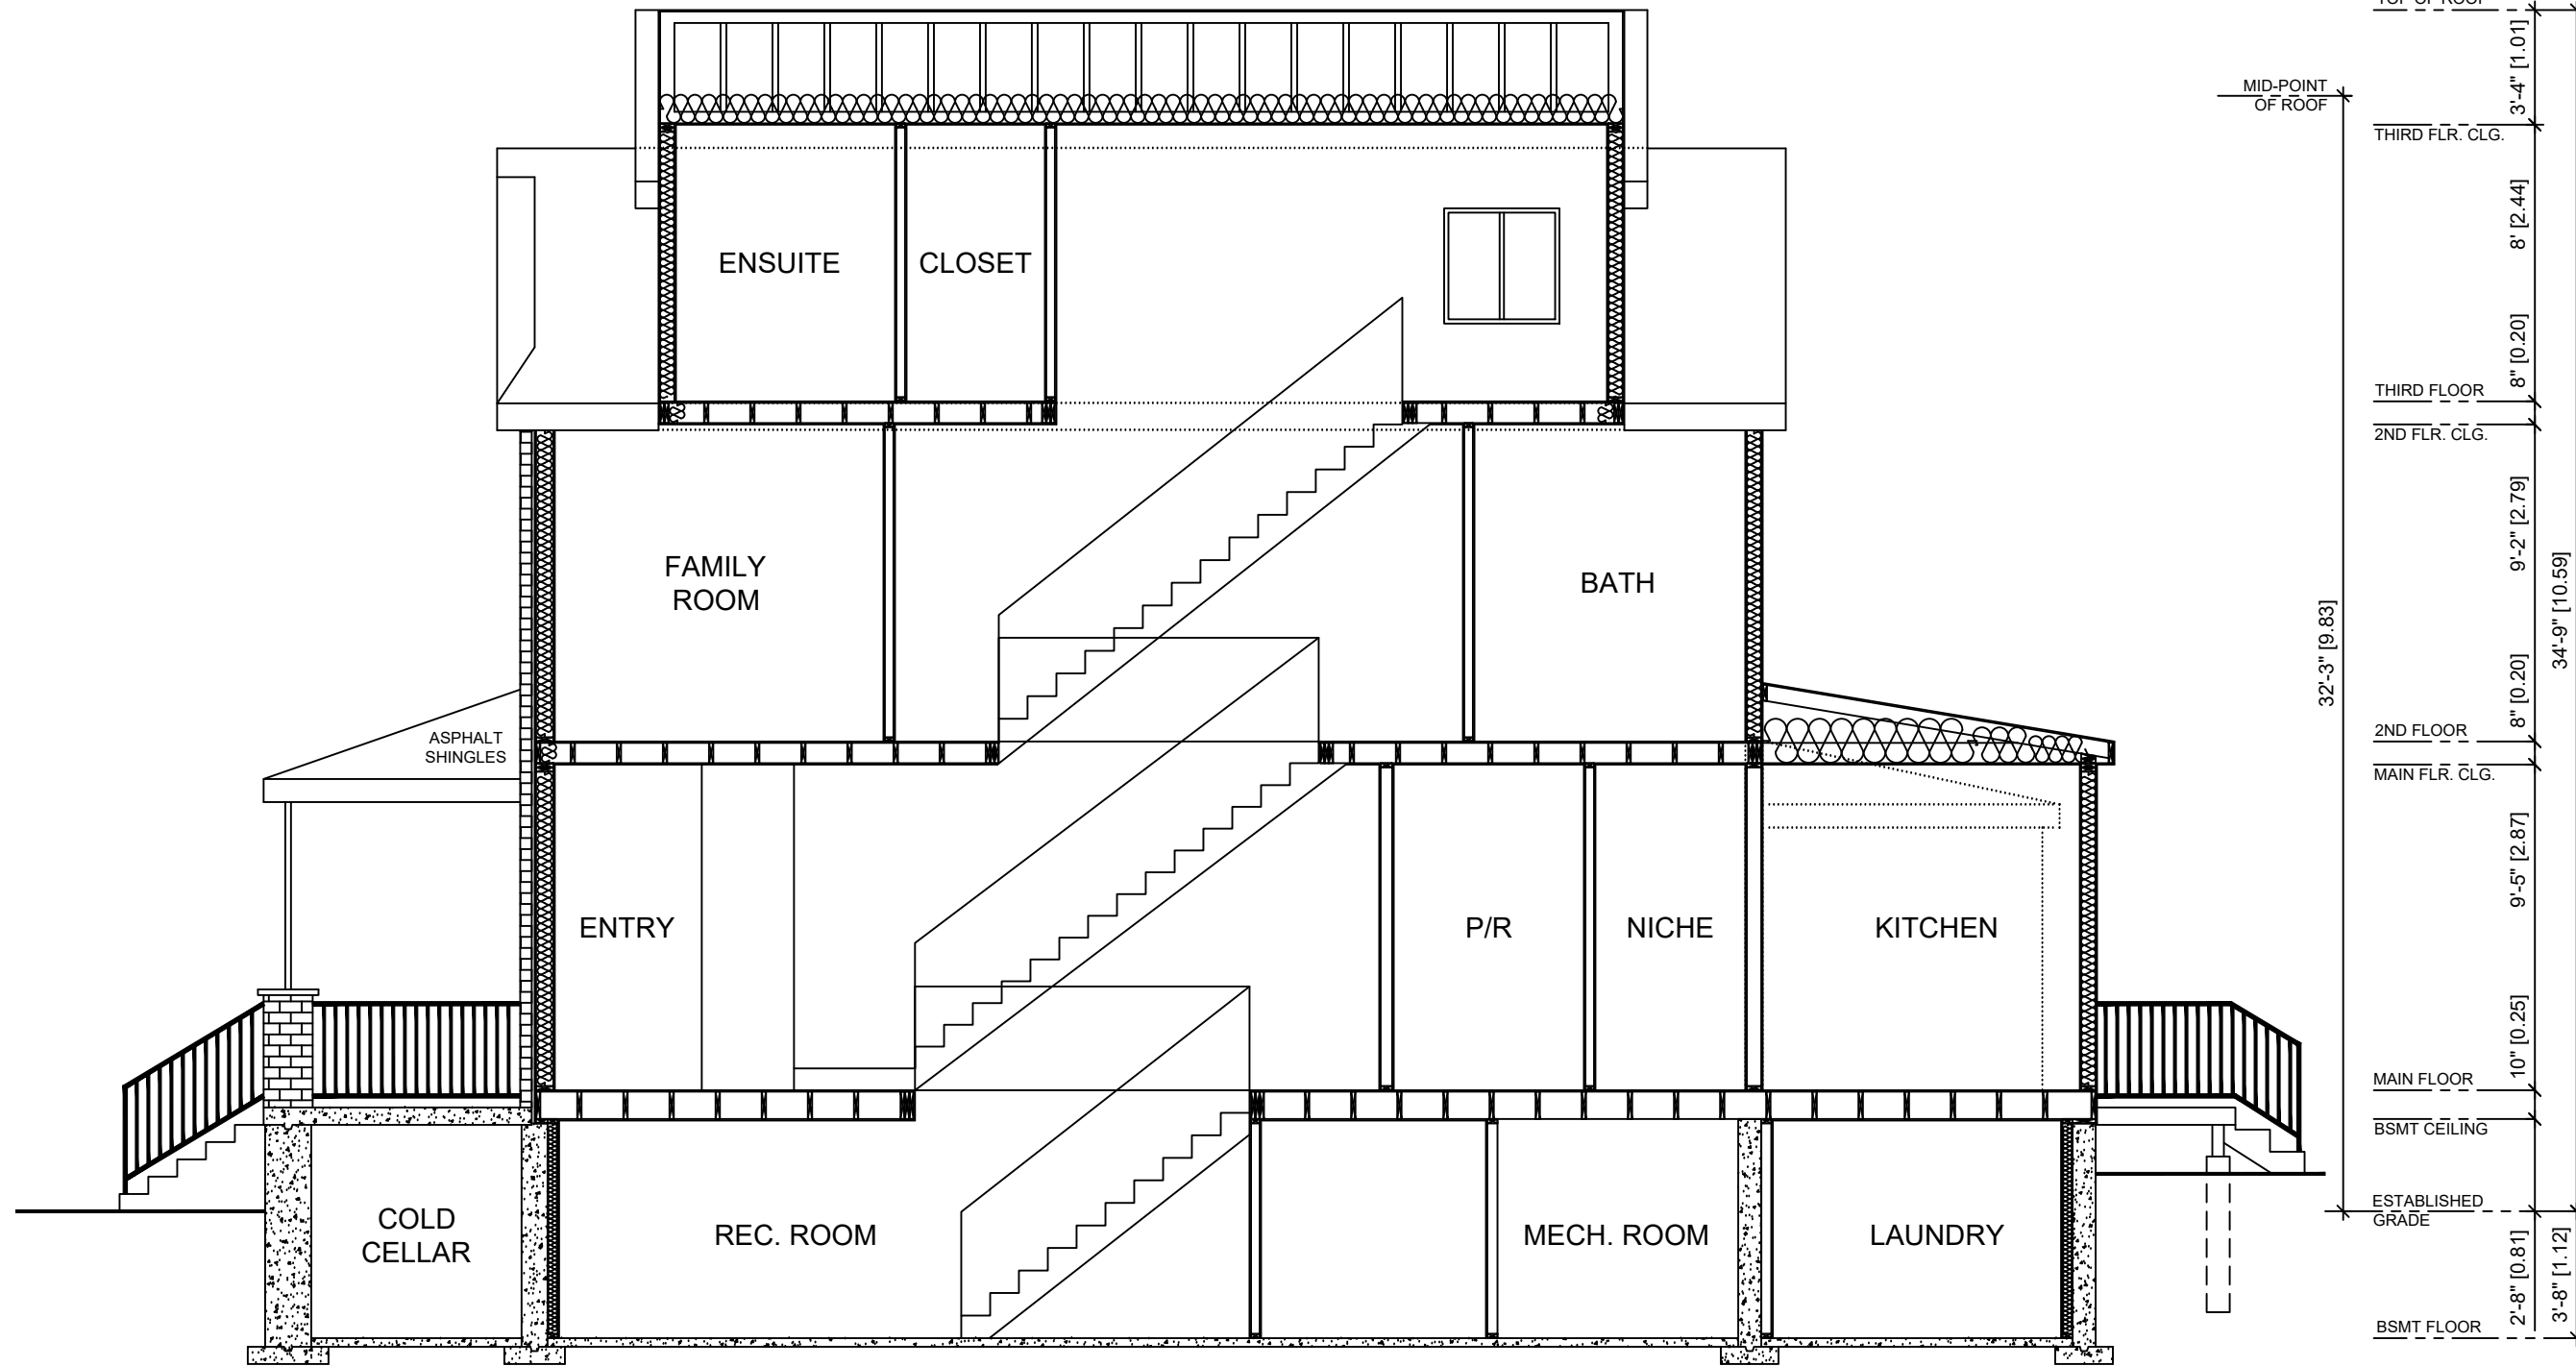 TOP OF ROOF
3'-4" [1.01]
MID-POINT
OF ROOF
THIRD FLR. CLG.
8' [2.44]
ENSUITE
CLOSET
8" [0.20]
THIRD FLOOR
2ND FLR. CLG.
9'-2" [2.79]
FAMILY
ROOM
BATH
34'-9" [10.59]
32'-3" [9.83]
8" [0.20]
2ND FLOOR
ASPHALT
SHINGLES
MAIN FLR. CLG.
9'-5" [2.87]
ENTRY
P/R
NICHE
KITCHEN
10" [0.25]
MAIN FLOOR
BSMT CEILING
ESTABLISHED
GRADE
COLD
CELLAR
REC. ROOM
MECH. ROOM
LAUNDRY
2'-8" [0.81]
3'-8" [1.12]
BSMT FLOOR